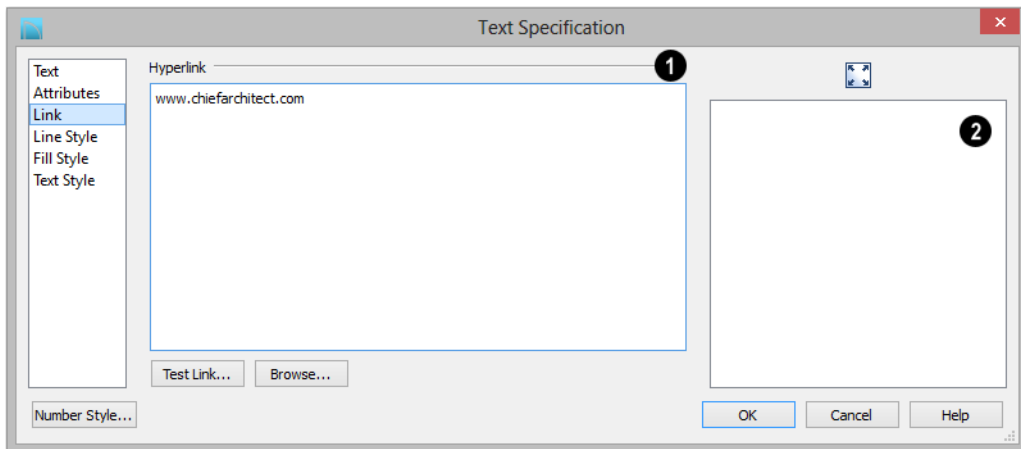 Text Specification
×
Text
Attributes
Link
Line Style
Fill Style
Text Style
Hyperlink
1
www.chiefarchitect.com
2
Test Link...
Browse...
Number Style...
OK
Cancel
Help